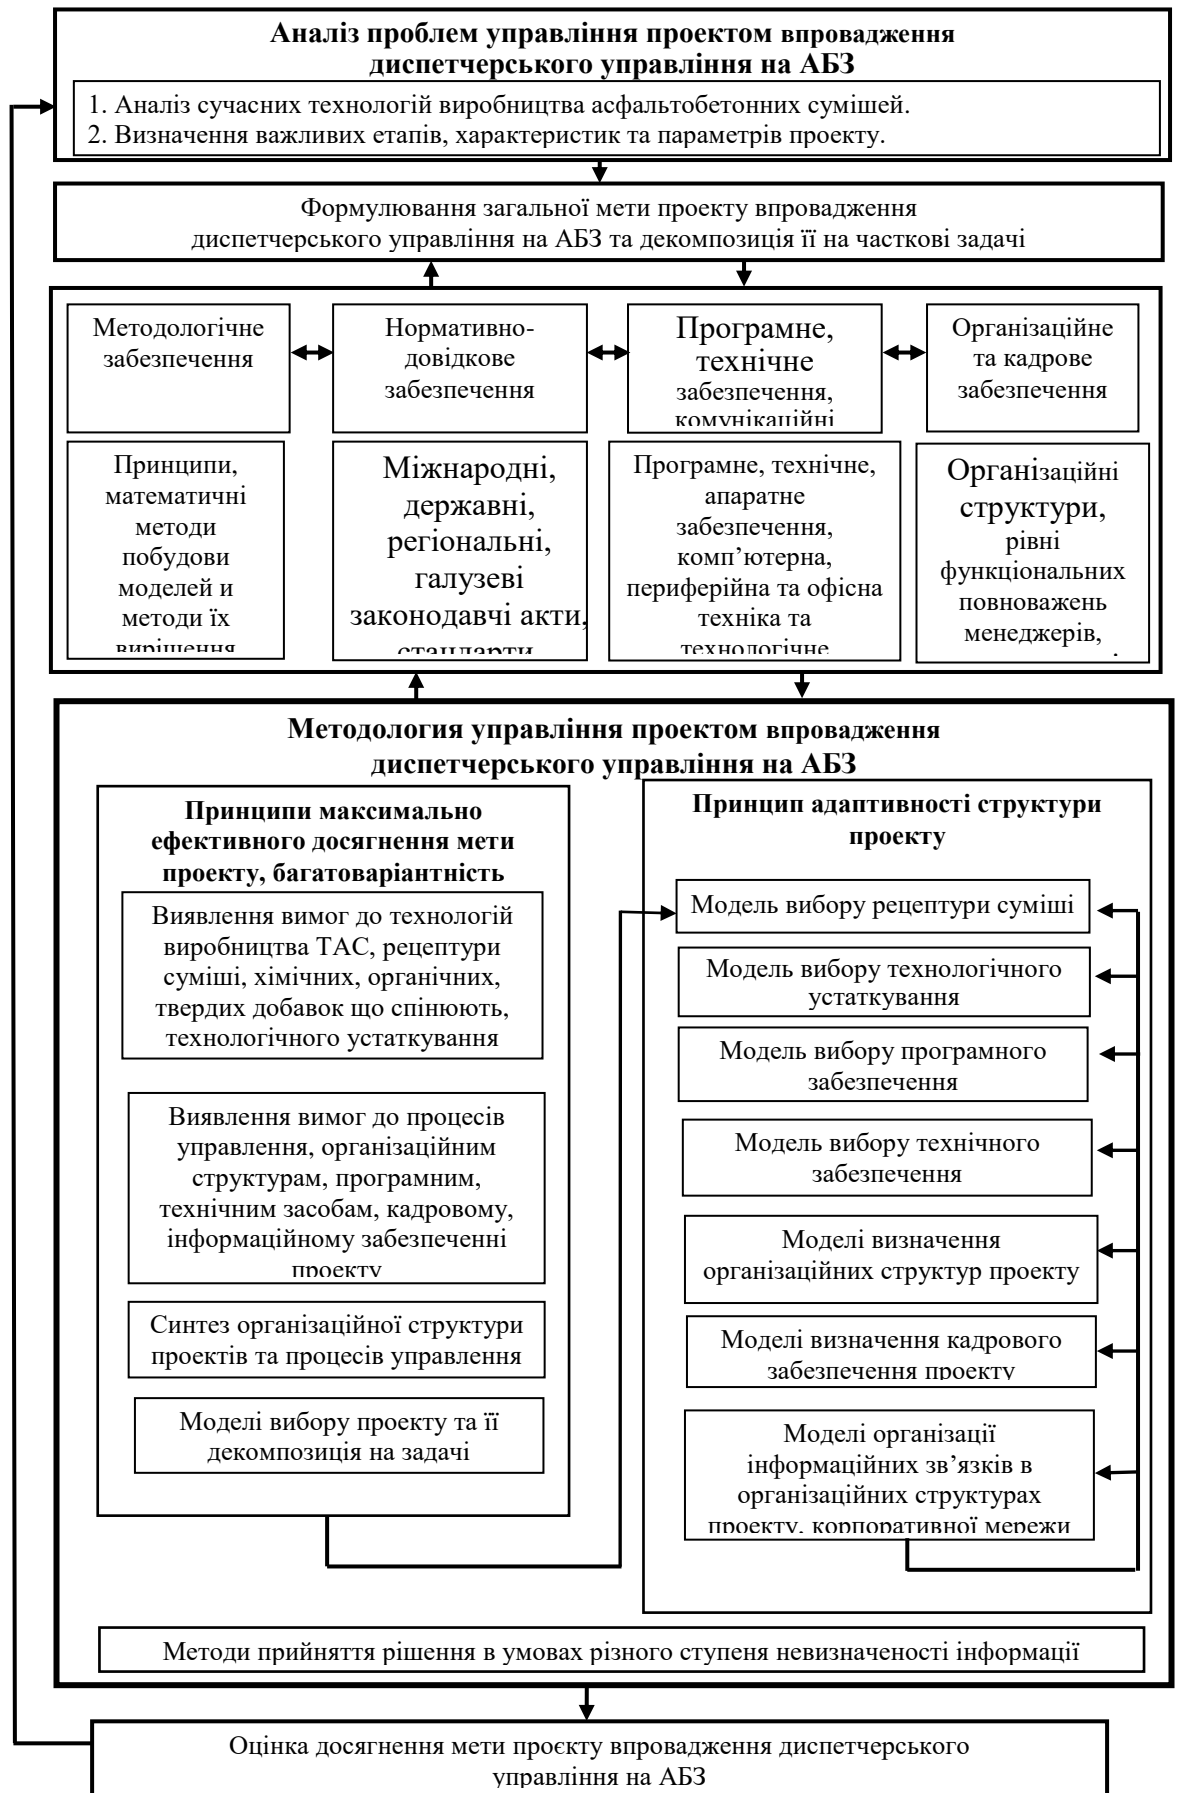 Аналіз проблем управління проектом впровадження
диспетчерського управління на АБЗ
1. Аналіз сучасних технологій виробництва асфальтобетонних сумішей.
2. Визначення важливих етапів, характеристик та параметрів проекту.
Формулювання загальної мети проекту впровадження
диспетчерського управління на АБЗ та декомпозиція її на часткові задачі
Методологічне
забезпечення
Нормативно-
довідкове
забезпечення
Програмне,
технічне
забезпечення,
комунікаційні
Організаційне
та кадрове
забезпечення
Принципи,
математичні
методи
побудови
моделей и
методи їх
вирішення
Міжнародні,
державні,
регіональні,
галузеві
законодавчі акти,
стандарти
Програмне, технічне,
апаратне
забезпечення,
комп’ютерна,
периферійна та офісна
техніка та
технологічне
Організаційні
структури,
рівні
функціональних
повноважень
менеджерів,
Методология управління проектом впровадження
диспетчерського управління на АБЗ
Принципи максимально
ефективного досягнення мети
проекту, багатоваріантність
Виявлення вимог до технологій
виробництва ТАС, рецептури
суміші, хімічних, органічних,
твердих добавок що спінюють,
технологічного устаткування
Виявлення вимог до процесів
управління, організаційним
структурам, програмним,
технічним засобам, кадровому,
інформаційному забезпеченні
проекту
Синтез організаційної структури
проектів та процесів управління
Моделі вибору проекту та її
декомпозиція на задачі
Принцип адаптивності структури
проекту
Модель вибору рецептури суміші
Модель вибору технологічного
устаткування
Модель вибору програмного
забезпечення
Модель вибору технічного
забезпечення
Моделі визначення
організаційних структур проекту
Моделі визначення кадрового
забезпечення проекту
Моделі організації
інформаційних зв’язків в
організаційних структурах
проекту, корпоративної мережи
Методи прийняття рішення в умовах різного ступеня невизначеності інформації
Оцінка досягнення мети проєкту впровадження диспетчерського
управління на АБЗ